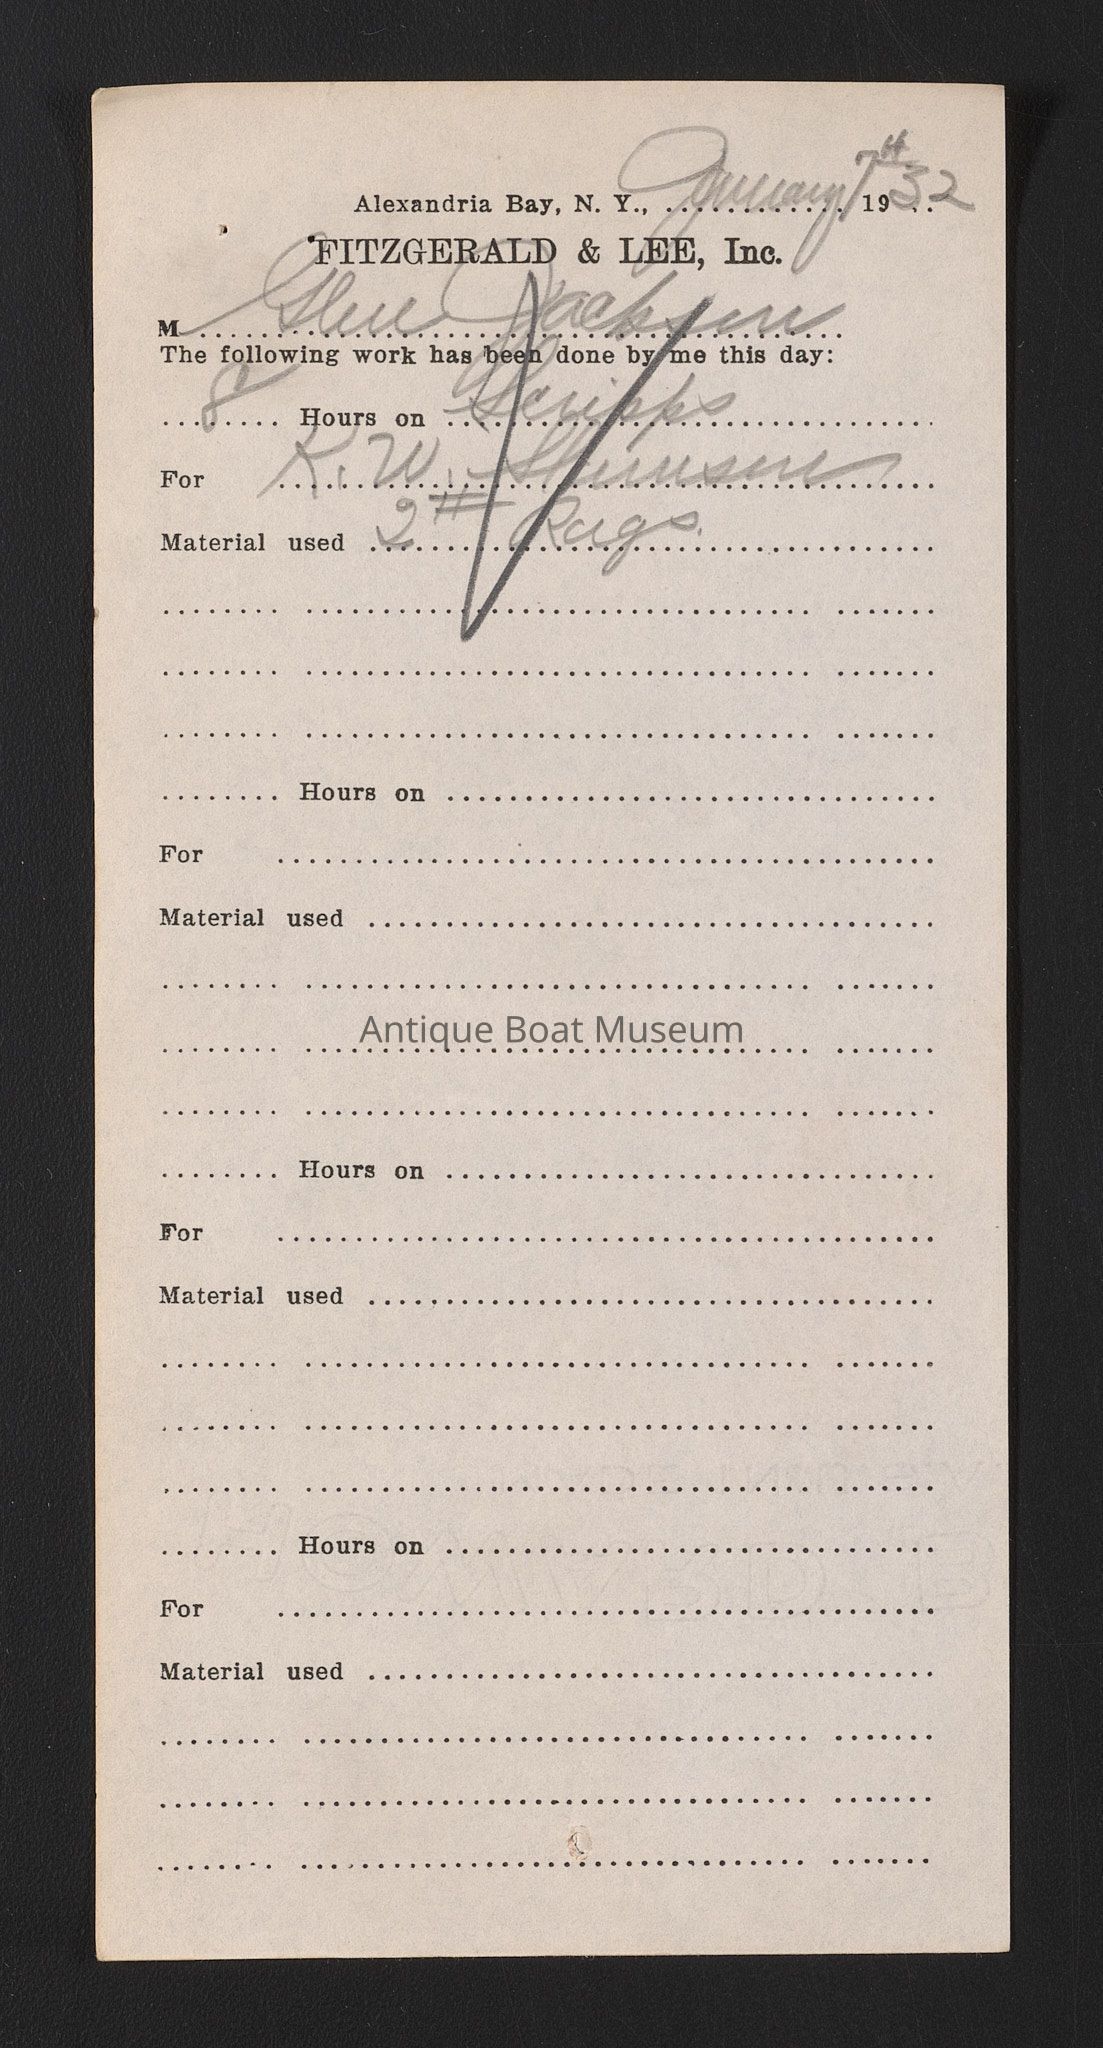 Alexandria Bay, N. Y., January 7th 1932
FITZGERALD & LEE, Inc.
M Glen Jackson
The following work has been done by me this day:
8 Hours on Scripps
For K. W.
Material used 2 # Rags.
Hours on
For
Material used
Antique Boat Museum
Hours on
For
Material used
Hours on
For
Material used